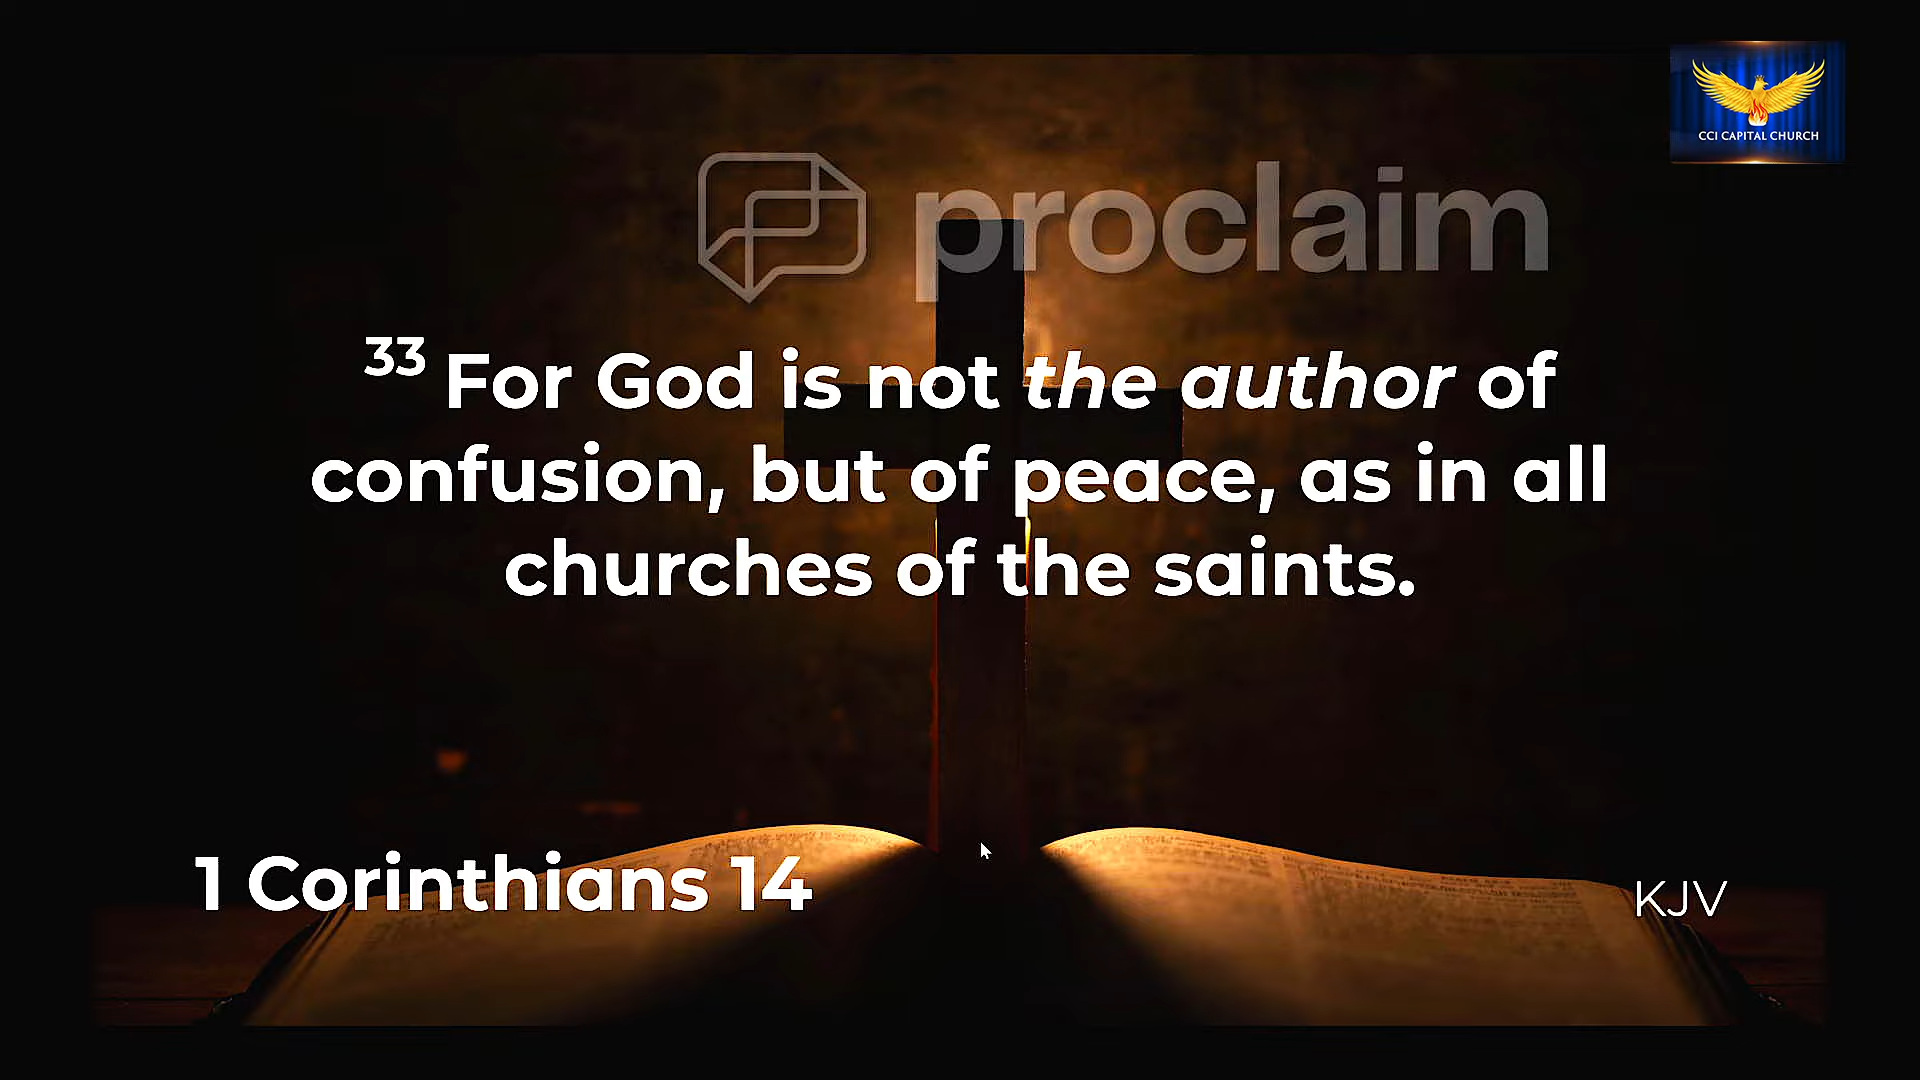 CCI CAPITAL CHURCH
proclaim
33 For God is not the author of
confusion, but of peace, as in all
churches of the saints.
1 Corinthians 14
KJV